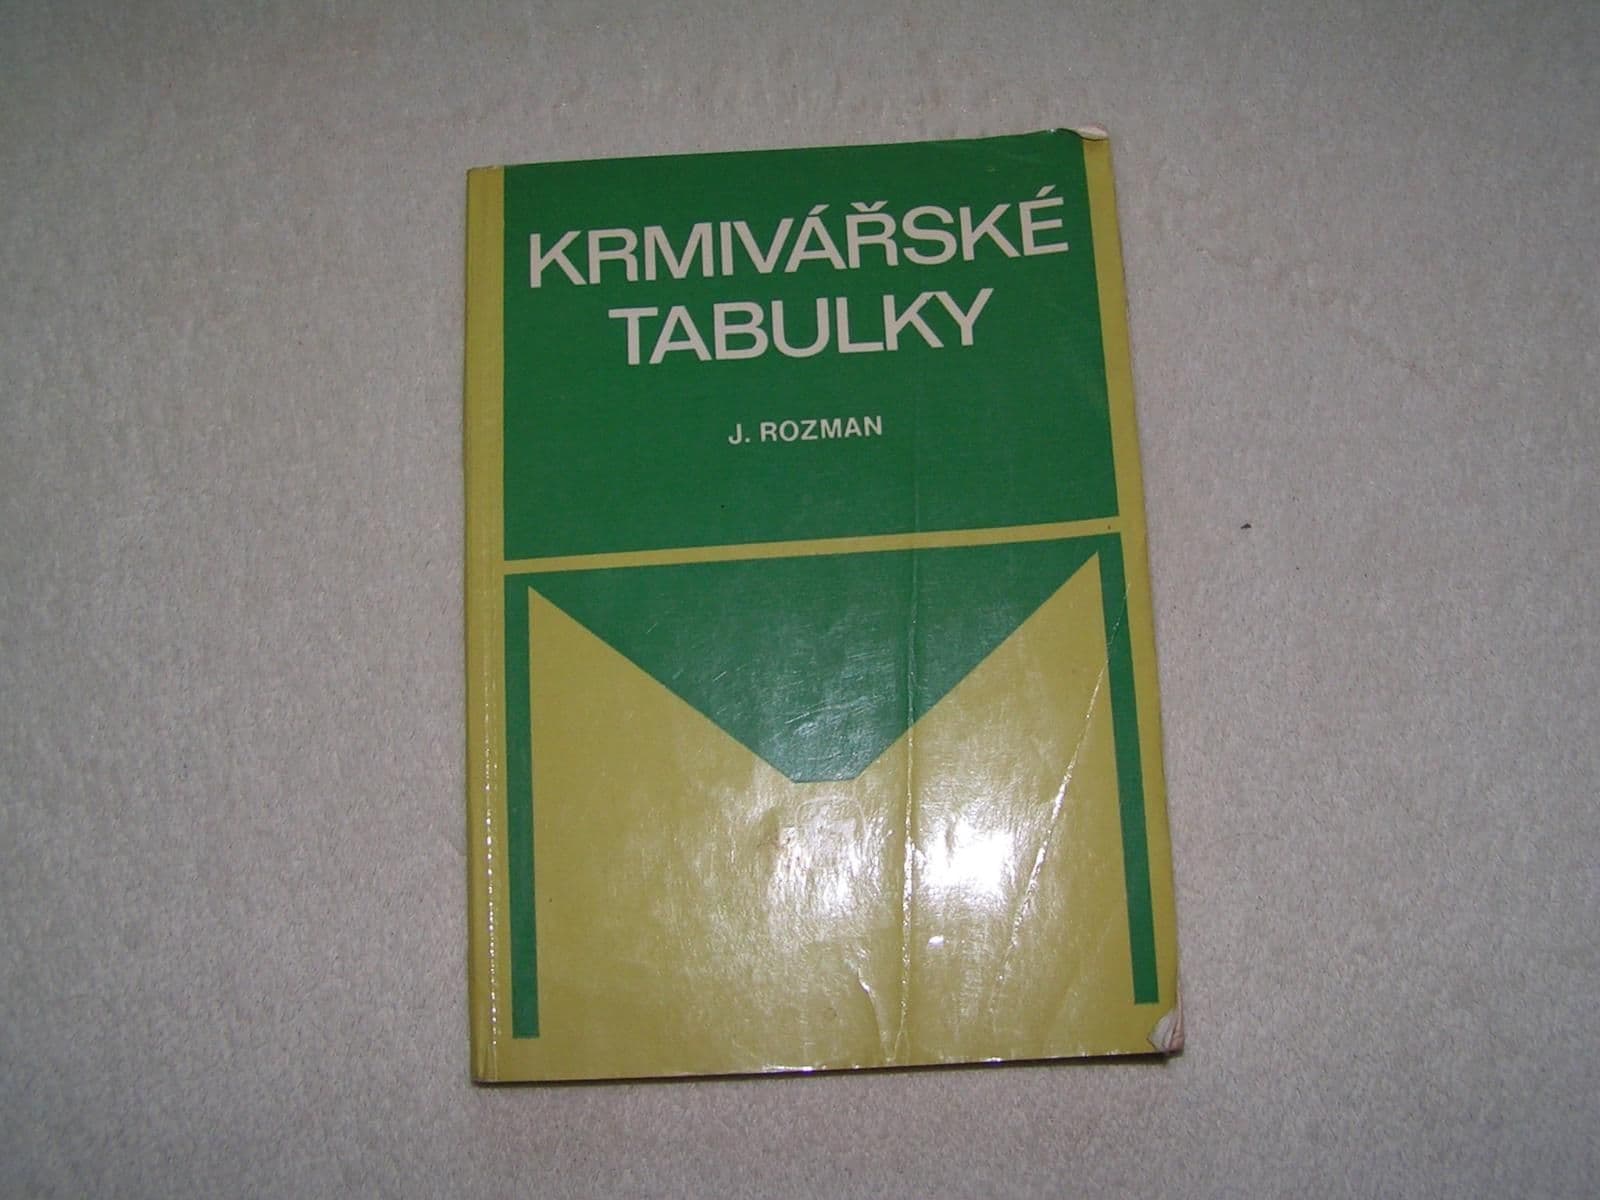 KRMIVÁŘSKÉ
TABULKY
J. ROZMAN